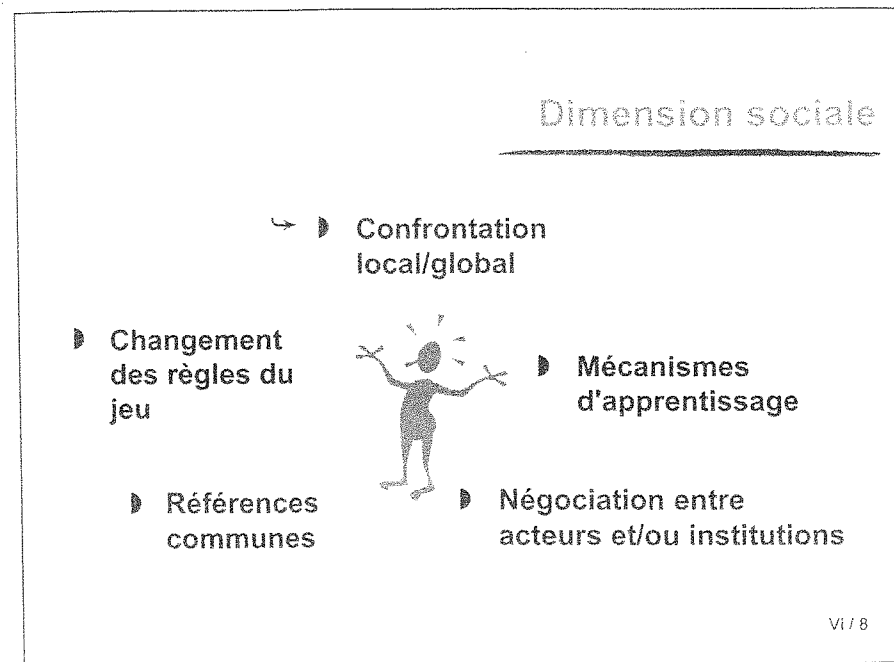 Dimension sociale
Confrontation
local/global
Changement
des règles du
jeu
Mécanismes
d'apprentissage
Références
communes
Négociation entre
acteurs et/ou institutions
Vi / 8